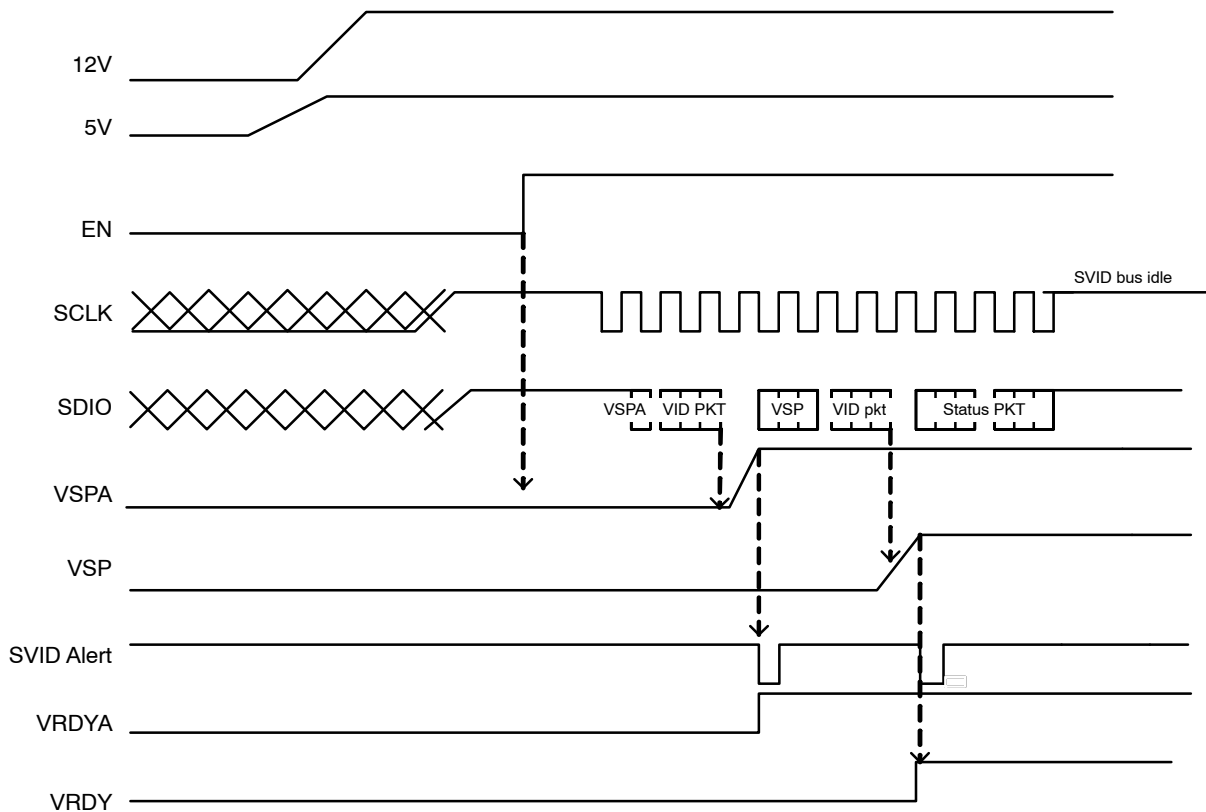 12V
5V
EN
SVID bus idle
SCLK
SDIO
VSPA
VID PKT
VSP
VID pkt
Status PKT
VSPA
VSP
SVID Alert
VRDYA
VRDY